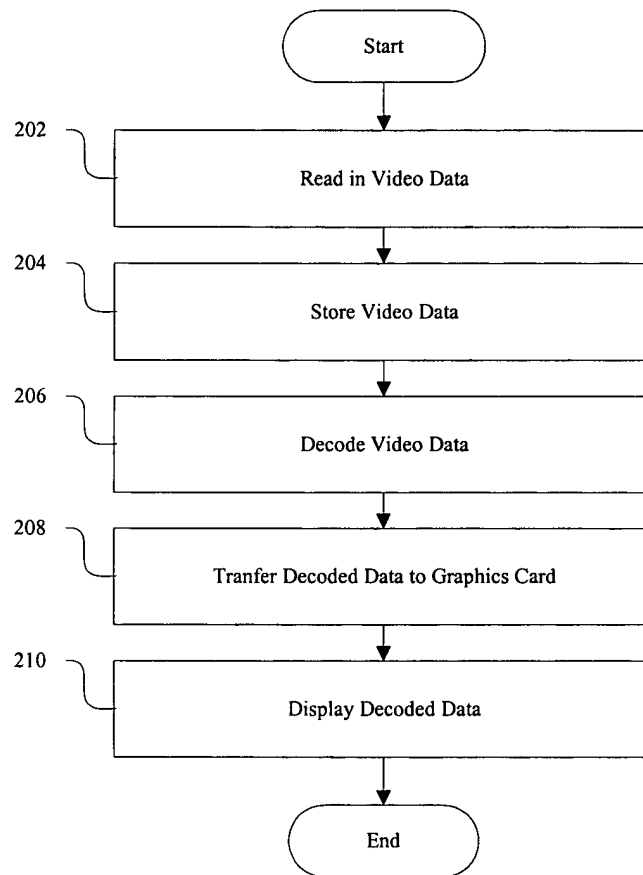 Start
202
Read in Video Data
204
Store Video Data
206
Decode Video Data
208
Tranfer Decoded Data to Graphics Card
210
Display Decoded Data
End